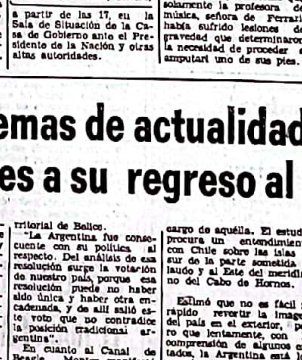 a partir de las 17, en la
Sala de Situación de la Ca-
sa de Gobierno ante el Pre-
sidente de la Nación y otras
altas autoridades.
solamente la profesora d
música, señora de Ferrari
había sufrido lesiones d
gravedad que determinaron
la necesidad de proceder
amputarl uno de sus pies.
emas de actualidad
es a su regreso al
rritorial de Belice.
"La Argentina fue conse-
cuente con su política al
respecto. Del análisis de esa
resolución surge la votación
de nuestro país, porque esa
resolución puede no haber
sido única y haber otra en-
cadenada, y de allí salió es-
te voto que no contradice
la posición tradicional ar-
gentina".
En cuanto al Canal de
cargo de aquélla. El estud
procura un entendimien
con Chile sobre las islas
sur de la parte sometida
laudo y al Este del meridi
no del Cabo de Hornos.
Estimó que no es fácil
rápido revertir la imagen
del país en el exterior, p
ro que lentamente, con
comprensión de algunos
tados, la Argentina está